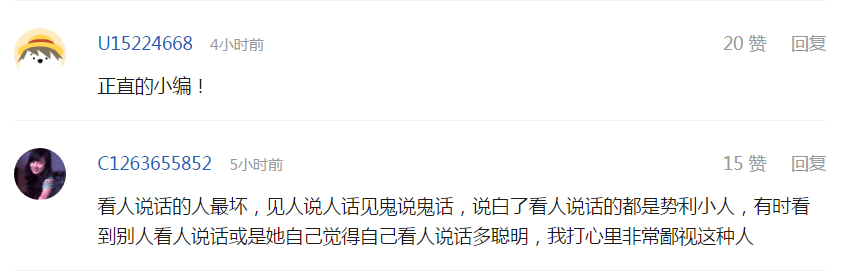 U15224668 4小时前 20 赞 回复
正直的小编！
C1263655852 5小时前 15 赞 回复
看人说话的人最坏，见人说人话见鬼说鬼话，说白了看人说话的都是势利小人，有时看
到别人看人说话或是她自己觉得自己看人说话多聪明，我打心里非常鄙视这种人